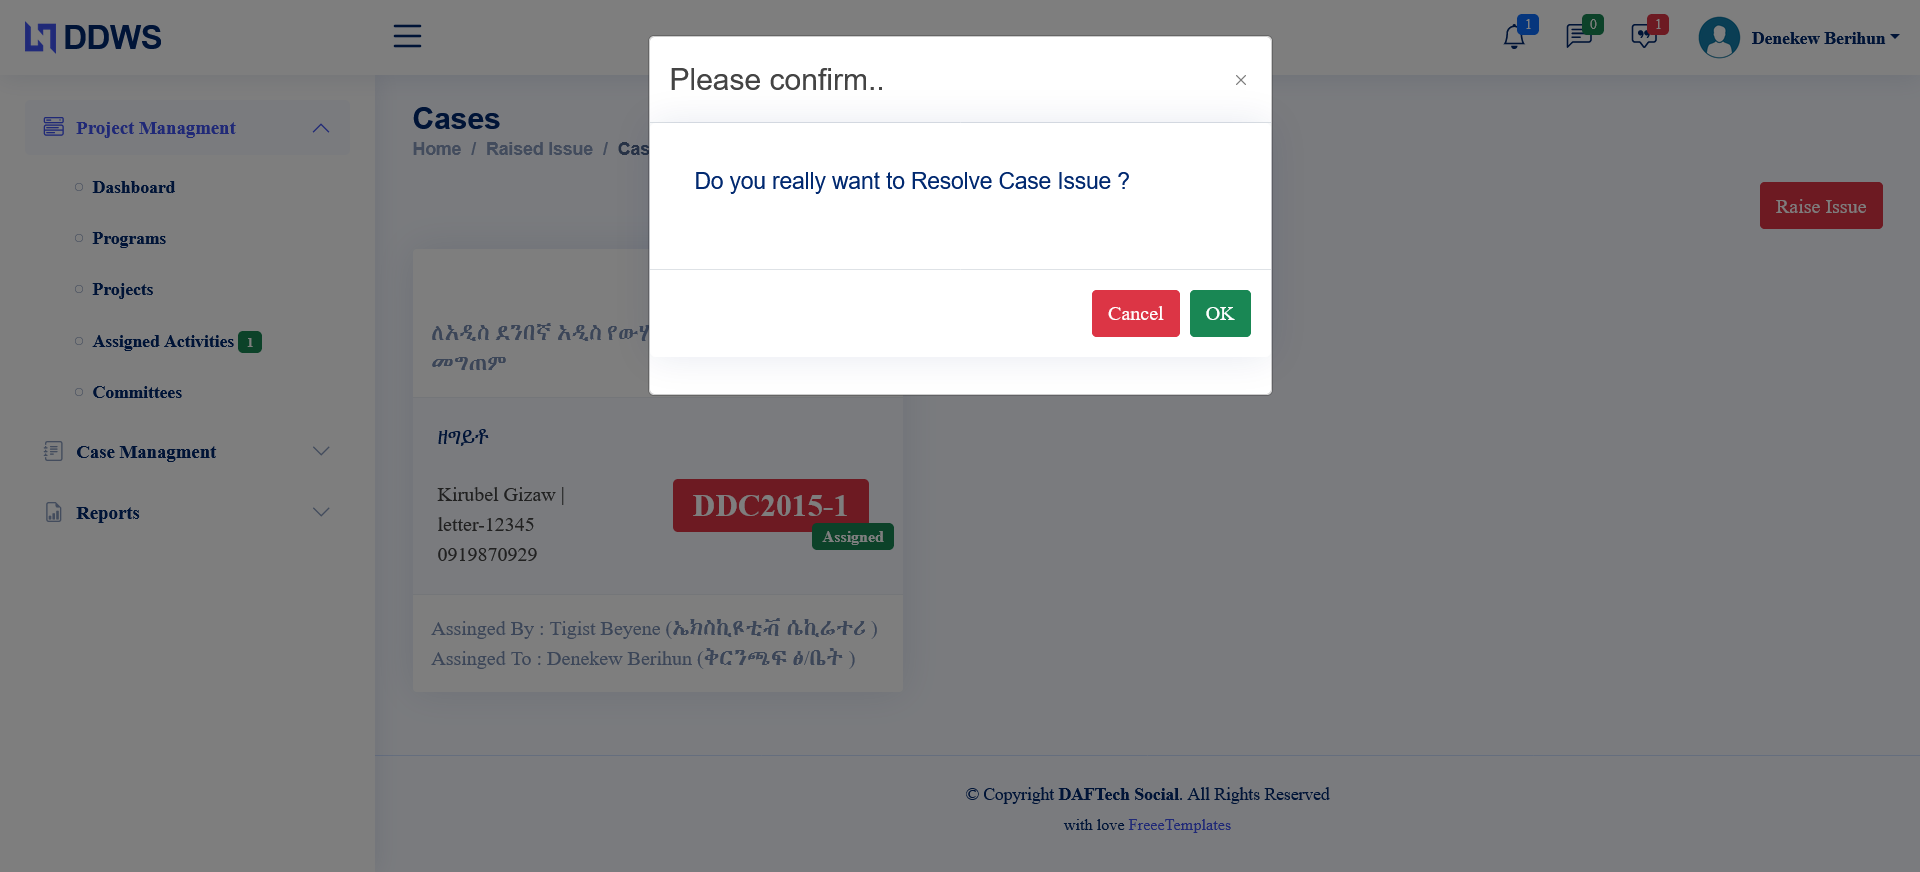 DDWS
1
0
1
Denekew Berihun
Project Managment
Dashboard
Programs
Projects
Assigned Activities 1
Committees
Case Managment
Reports
Cases
Home / Raised Issue /
Raise Issue
Please confirm..
×
Do you really want to Resolve Case Issue ?
Cancel OK
ለአዲስ ደንበኛ አዲስ
መግጠም
ዘግይቶ
Kirubel Gizaw |
letter-12345
0919870929
DDC2015-1
Assigned
Assinged By : Tigist Beyene (ኤክስኪዩቲቭ ሴኪሬተሪ )
Assinged To : Denekew Berihun (ቅርንጫፍ ፅ/ቤት )
© Copyright DAFTech Social. All Rights Reserved
with love FreeeTemplates